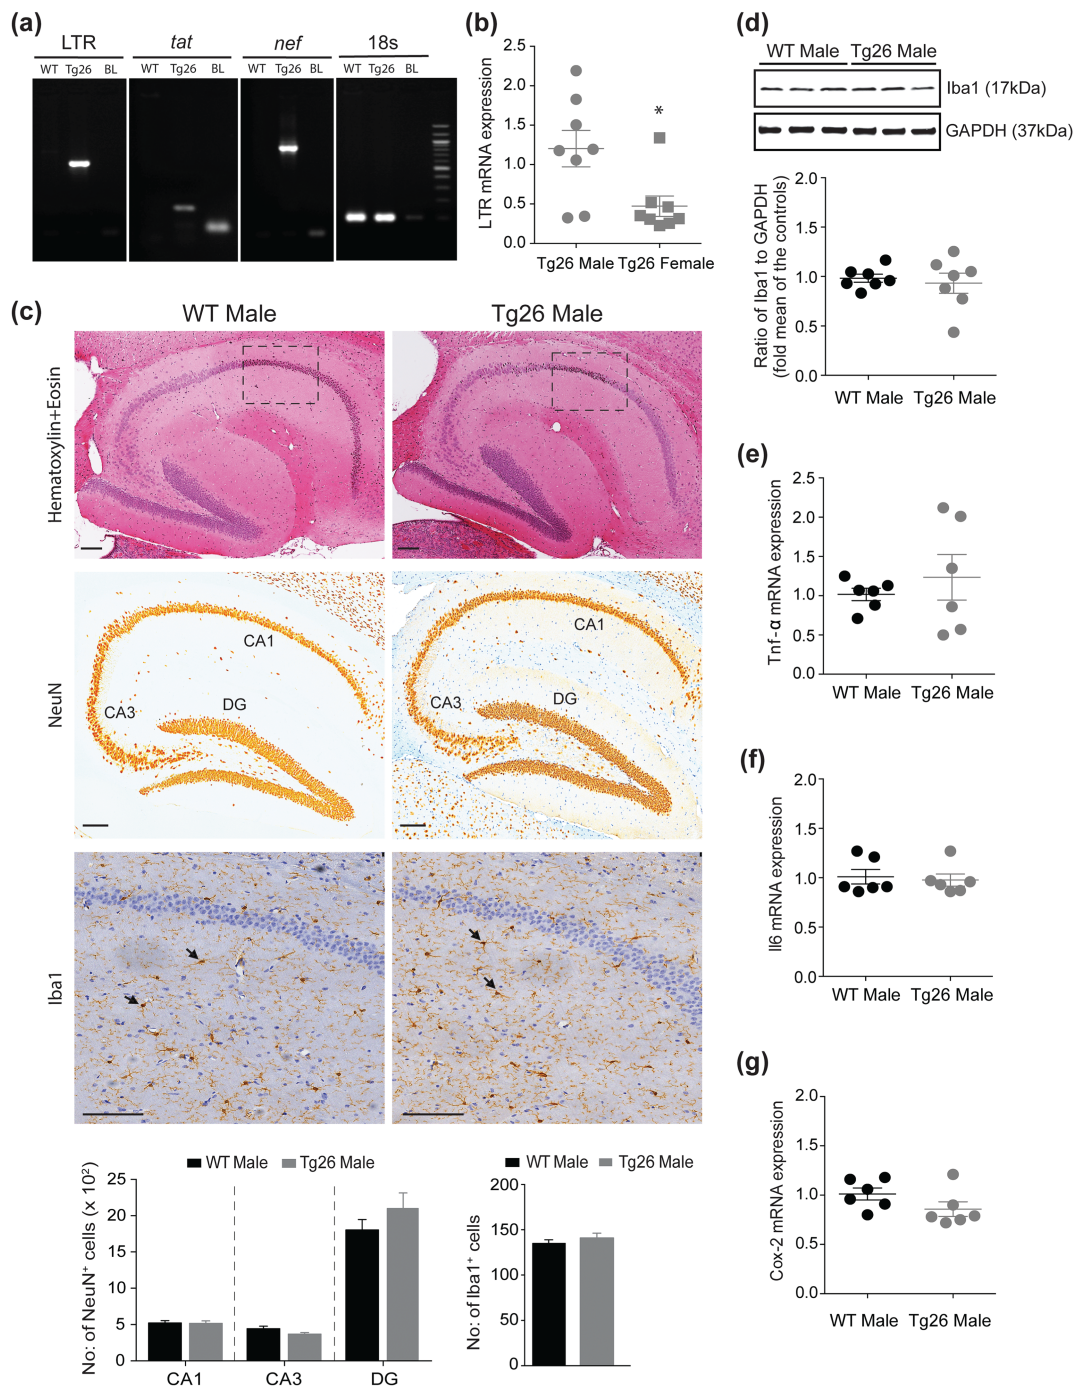 (a)
LTR tat nef 18s
WT Tg26 BL WT Tg26 BL WT Tg26 BL WT Tg26 BL
(b)
LTR mRNA expression
2.5
2.0
1.5
1.0
0.5
0.0
*
Tg26 Male Tg26 Female
(c)
WT Male Tg26 Male
Hematoxylin+Eosin
NeuN
CA1
CA3
DG
CA1
CA3
DG
Iba1
WT Male Tg26 Male
No: of NeuN⁺ cells (x 10²)
25
20
15
10
5
0
CA1 CA3 DG
WT Male Tg26 Male
No: of Iba1⁺ cells
200
150
100
50
0
(d)
WT Male Tg26 Male
Iba1 (17kDa)
GAPDH (37kDa)
Ratio of Iba1 to GAPDH
(fold mean of the controls)
2.0
1.5
1.0
0.5
0.0
WT Male Tg26 Male
(e)
Tnf-α mRNA expression
2.5
2.0
1.5
1.0
0.5
0.0
WT Male Tg26 Male
(f)
Il6 mRNA expression
2.0
1.5
1.0
0.5
0.0
WT Male Tg26 Male
(g)
Cox-2 mRNA expression
2.0
1.5
1.0
0.5
0.0
WT Male Tg26 Male